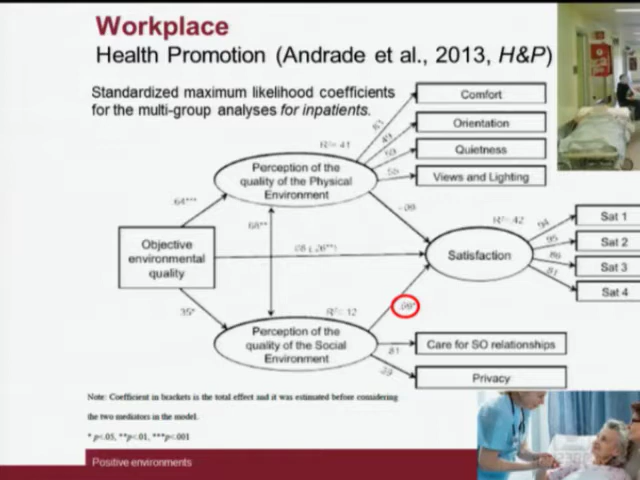 Workplace
Health Promotion (Andrade et al., 2013, H&P)
Standardized maximum likelihood coefficients
for the multi-group analyses for inpatients.
Comfort
Orientation
Quietness
Views and Lighting
Perception of the
quality of the Physical
Environment
Objective
environmental
quality
Satisfaction
Sat 1
Sat 2
Sat 3
Sat 4
Perception of the
quality of the Social
Environment
Care for SO relationships
Privacy
Note: Coefficient in brackets is the total effect and it was estimated before considering
the two mediators in the model.
* p<.05, **p<.01, ***p<.001
Positive environments